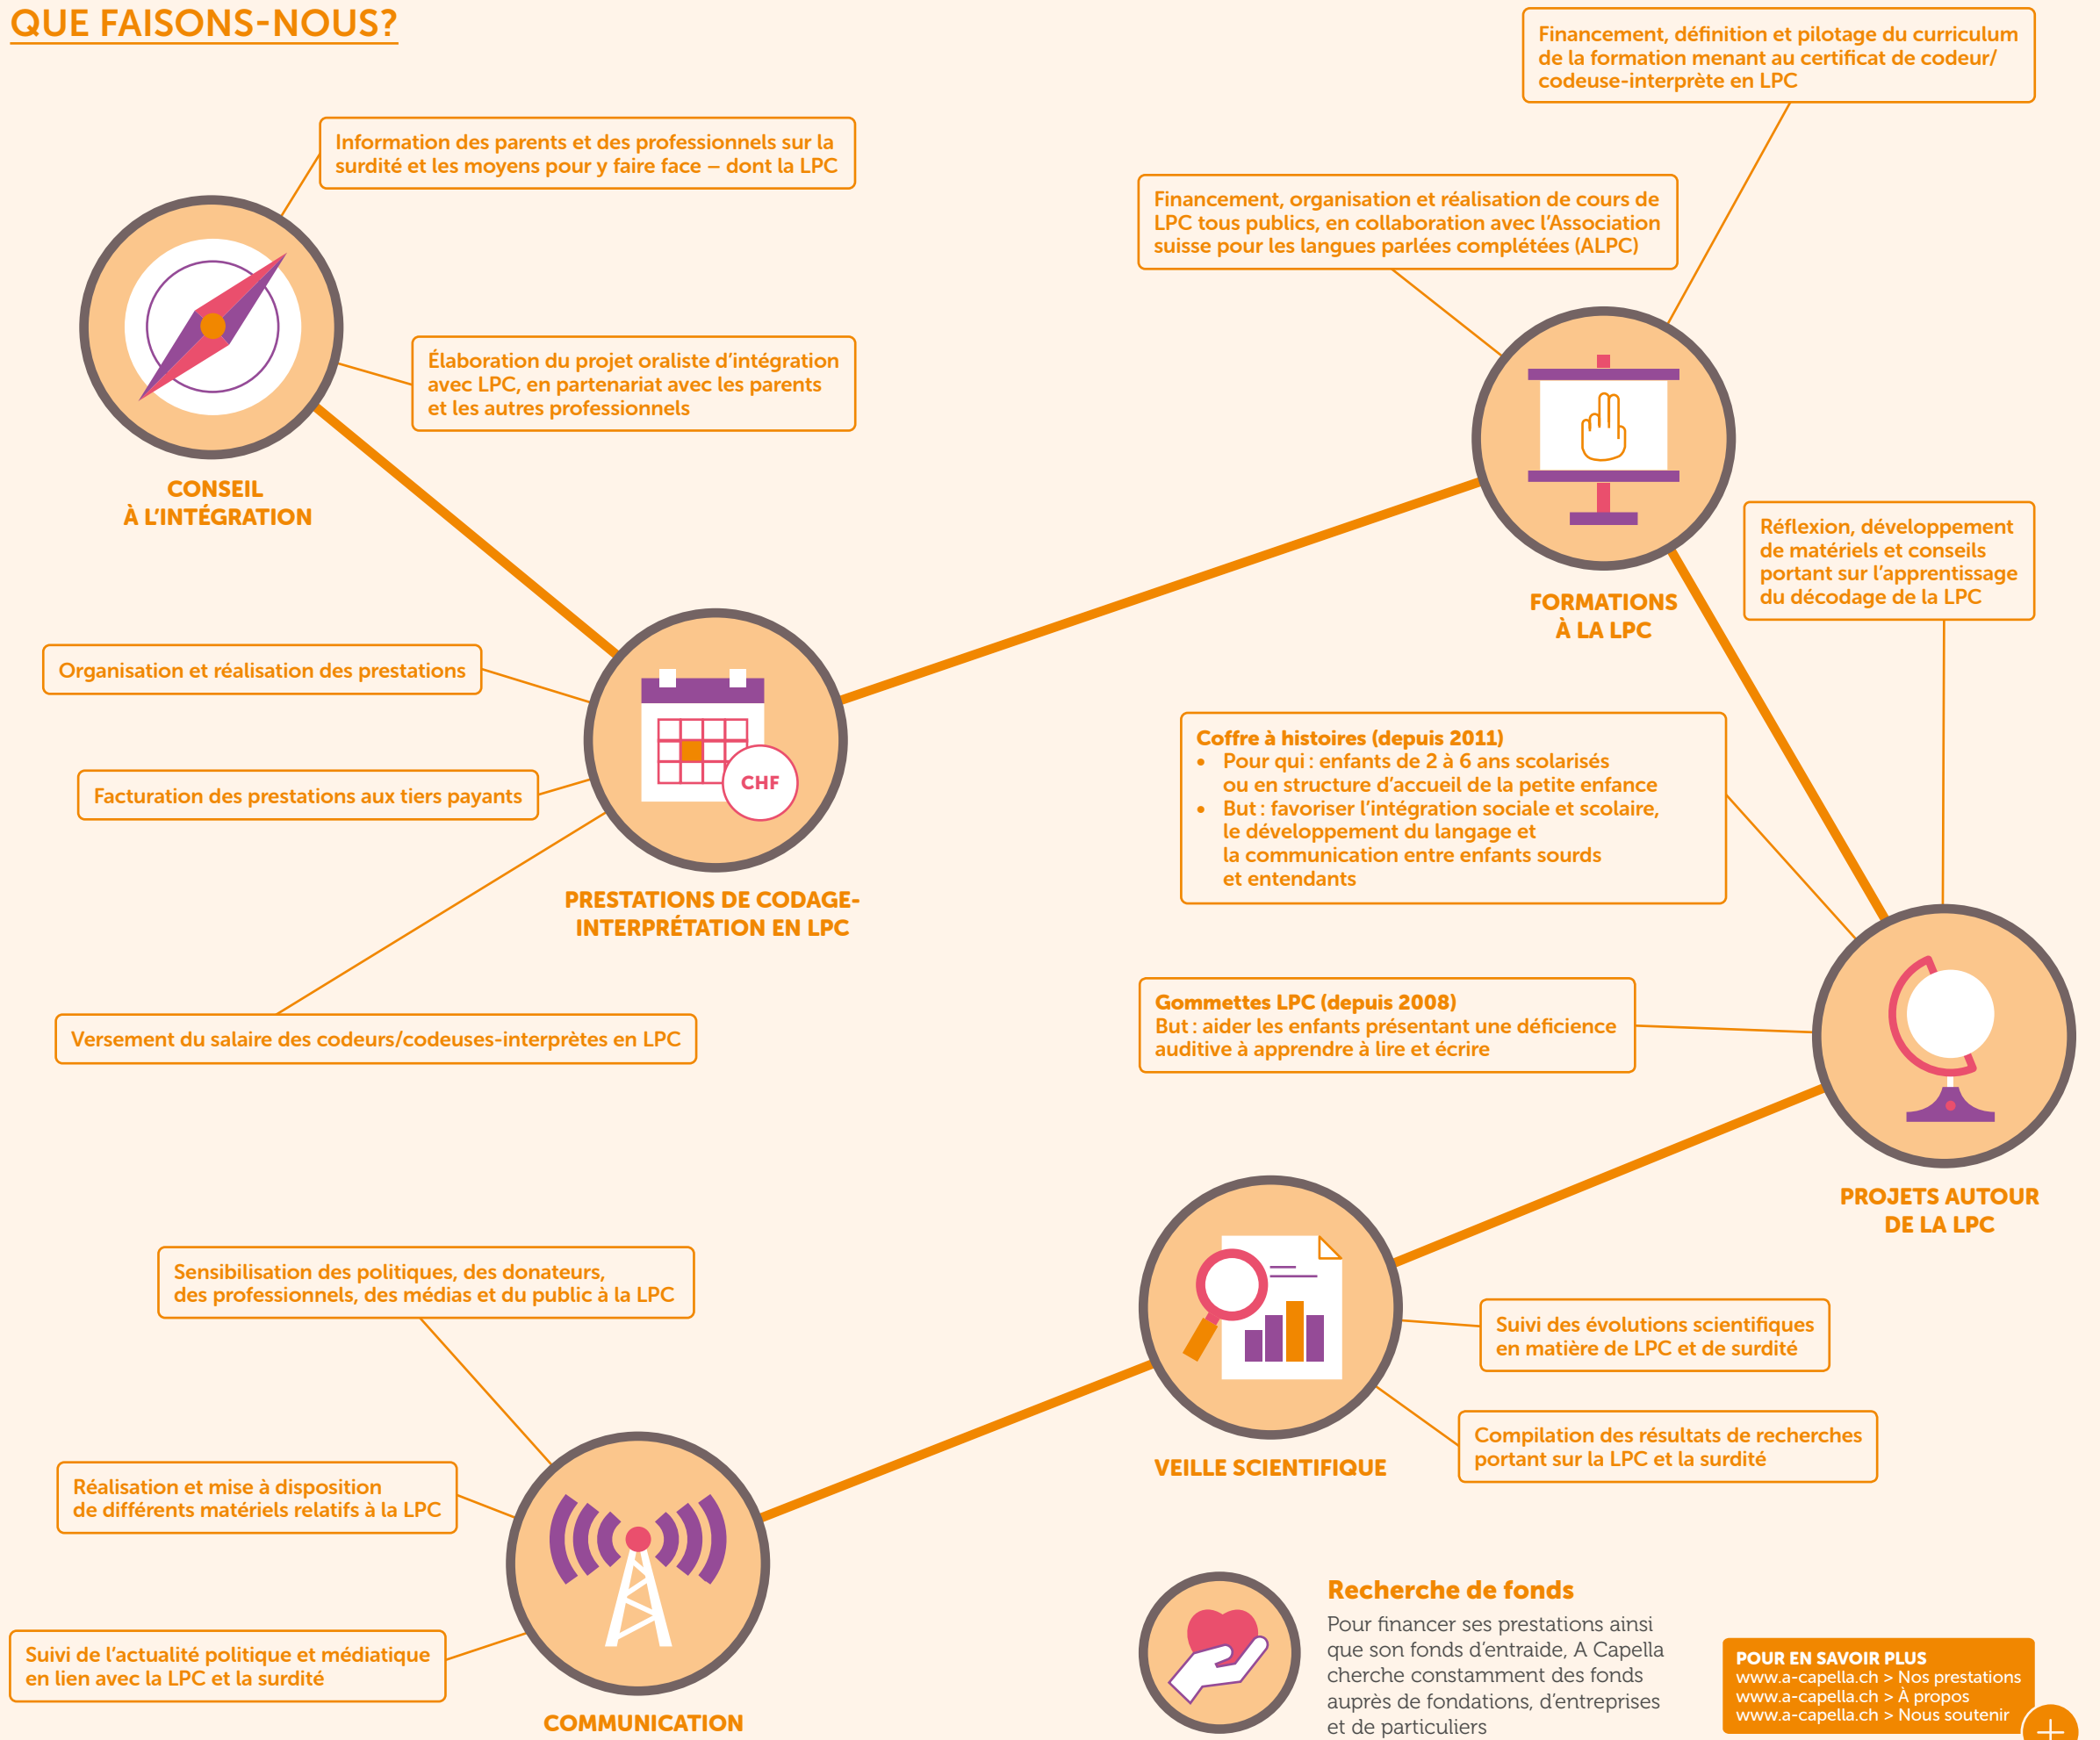 QUE FAISONS-NOUS?
Information des parents et des professionnels sur la
surdité et les moyens pour y faire face – dont la LPC
Élaboration du projet oraliste d'intégration
avec LPC, en partenariat avec les parents
et les autres professionnels
CONSEIL
À L'INTÉGRATION
Organisation et réalisation des prestations
Facturation des prestations aux tiers payants
Versement du salaire des codeurs/codeuses-interprètes en LPC
CHF
PRESTATIONS DE CODAGE-
INTERPRÉTATION EN LPC
Financement, définition et pilotage du curriculum
de la formation menant au certificat de codeur/
codeuse-interprète en LPC
Financement, organisation et réalisation de cours de
LPC tous publics, en collaboration avec l'Association
suisse pour les langues parlées complétées (ALPC)
FORMATIONS
À LA LPC
Réflexion, développement
de matériels et conseils
portant sur l'apprentissage
du décodage de la LPC
Coffre à histoires (depuis 2011)
• Pour qui : enfants de 2 à 6 ans scolarisés
ou en structure d'accueil de la petite enfance
• But : favoriser l'intégration sociale et scolaire,
le développement du langage et
la communication entre enfants sourds
et entendants
Gommettes LPC (depuis 2008)
But : aider les enfants présentant une déficience
auditive à apprendre à lire et écrire
PROJETS AUTOUR
DE LA LPC
Suivi des évolutions scientifiques
en matière de LPC et de surdité
Compilation des résultats de recherches
portant sur la LPC et la surdité
VEILLE SCIENTIFIQUE
Sensibilisation des politiques, des donateurs,
des professionnels, des médias et du public à la LPC
Réalisation et mise à disposition
de différents matériels relatifs à la LPC
Suivi de l'actualité politique et médiatique
en lien avec la LPC et la surdité
COMMUNICATION
Recherche de fonds
Pour financer ses prestations ainsi
que son fonds d'entraide, A Capella
cherche constamment des fonds
auprès de fondations, d'entreprises
et de particuliers
POUR EN SAVOIR PLUS
www.a-capella.ch > Nos prestations
www.a-capella.ch > À propos
www.a-capella.ch > Nous soutenir